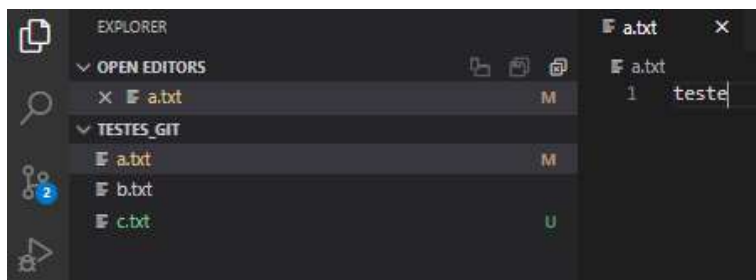 EXPLORER
OPEN EDITORS
a.txt M
TESTES_GIT
a.txt M
b.txt
c.txt U
2
a.txt
a.txt
1 teste